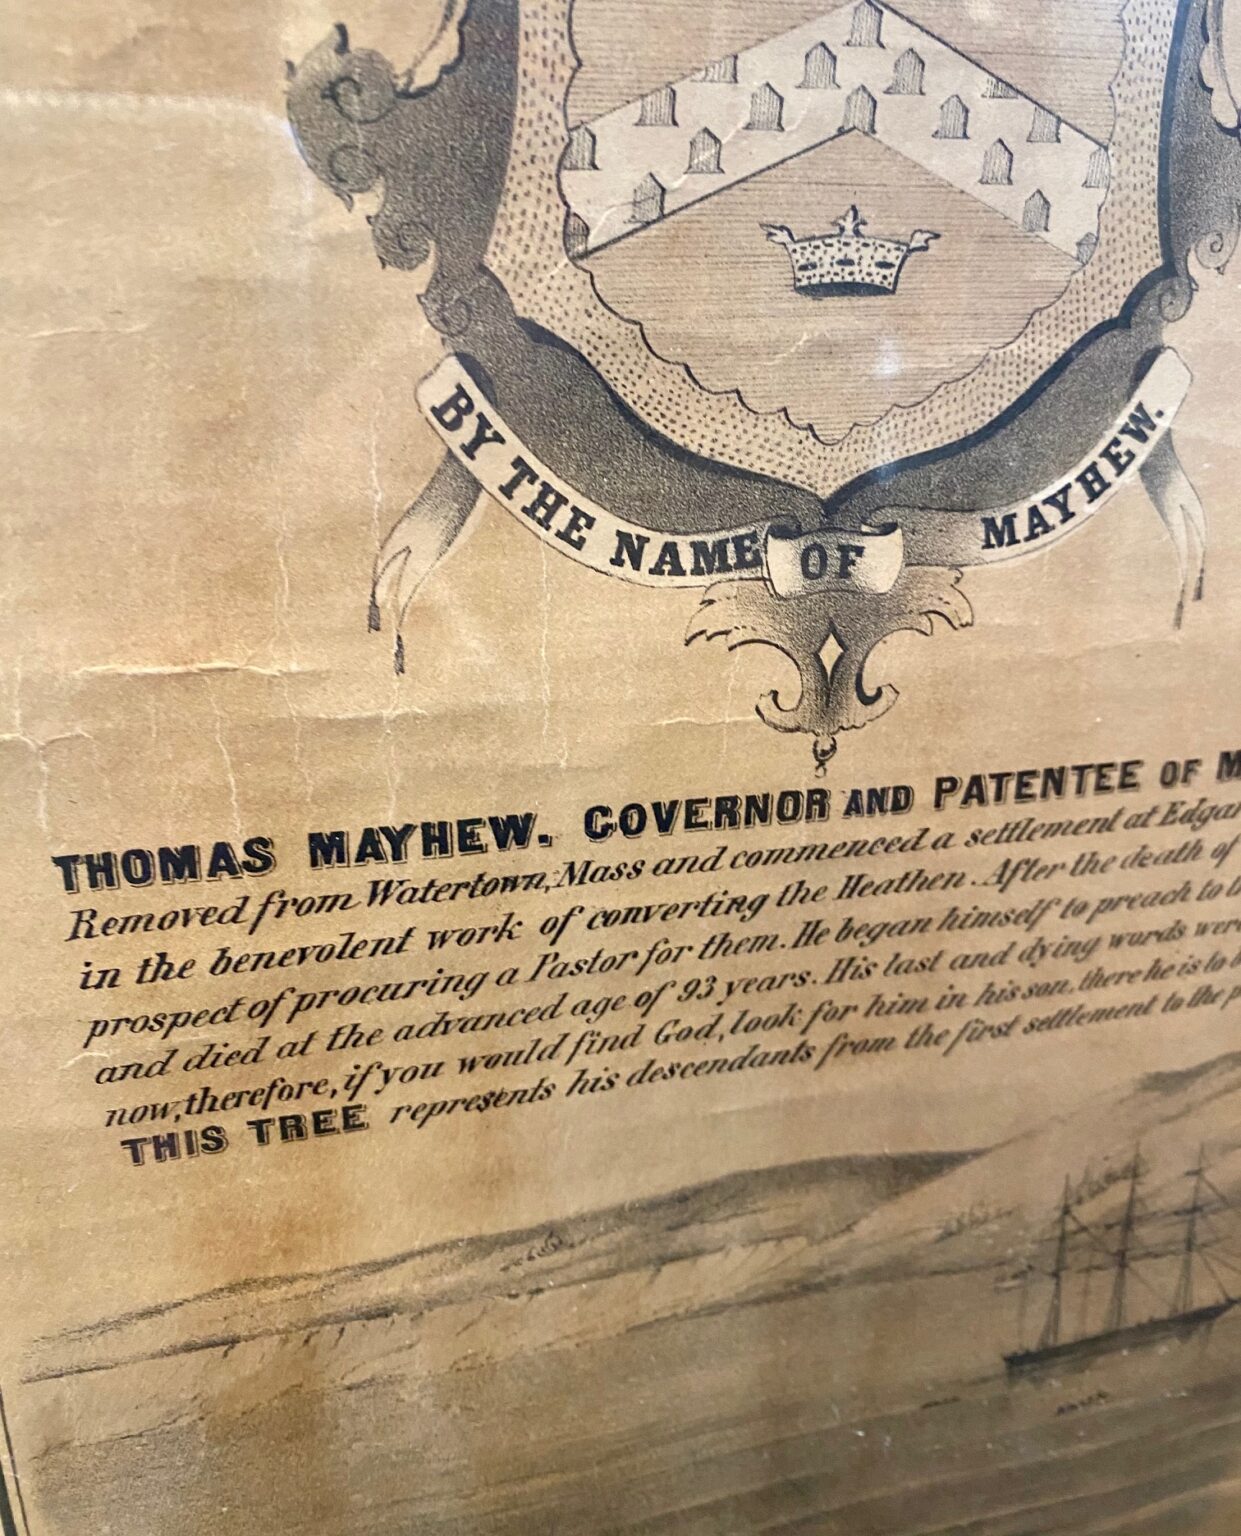 BY THE NAME OF MAYHEW.
THOMAS MAYHEW. GOVERNOR AND PATENTEE OF M
Removed from Watertown, Mass and commenced a settlement at Edgar
in the benevolent work of converting the Heathen. After the death of
prospect of procuring a Pastor for them. He began himself to preach to th
and died at the advanced age of 93 years. His last and dying words were
now, therefore, if you would find God, look for him in his son, there he is to b
THIS TREE represents his descendants from the first settlement to the p